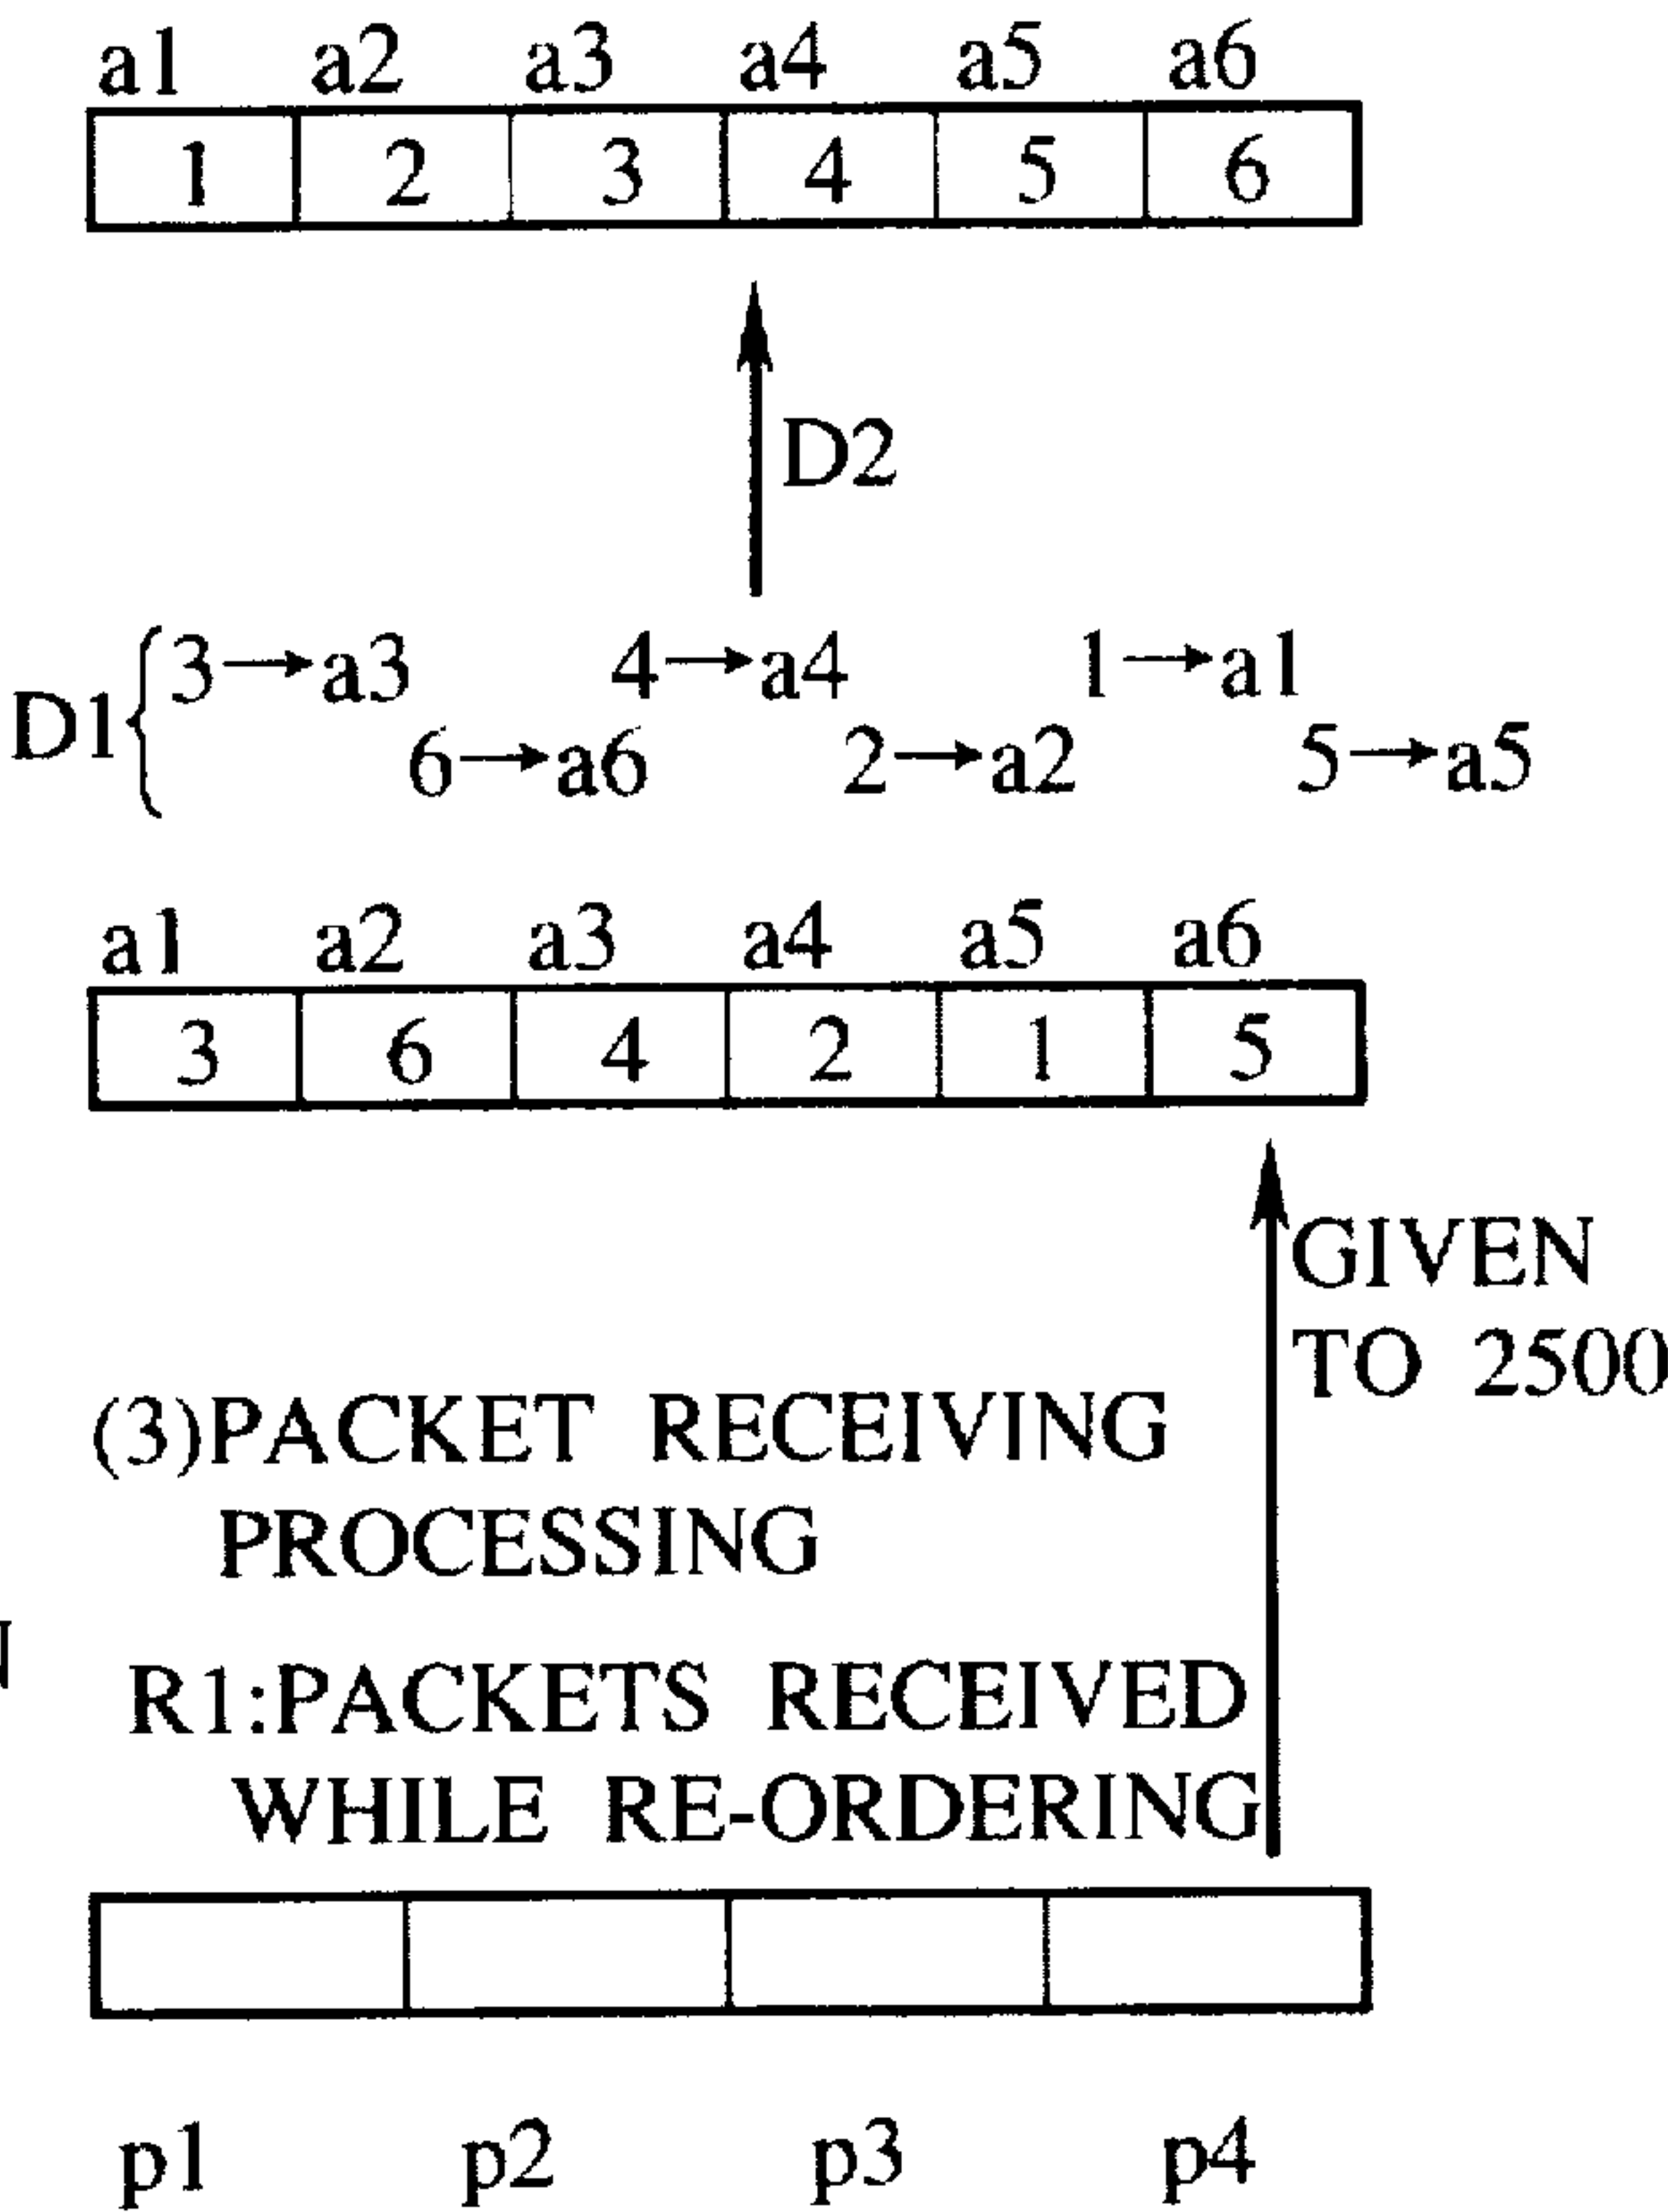 a1 a2 a3 a4 a5 a6
1 2 3 4 5 6
D2
3→a3 4→a4 1→a1
D1{
6→a6 2→a2 5→a5
a1 a2 a3 a4 a5 a6
3 6 4 2 1 5
GIVEN
TO 2500
(3)PACKET RECEIVING
PROCESSING
R1:PACKETS RECEIVED
WHILE RE-ORDERING
p1 p2 p3 p4